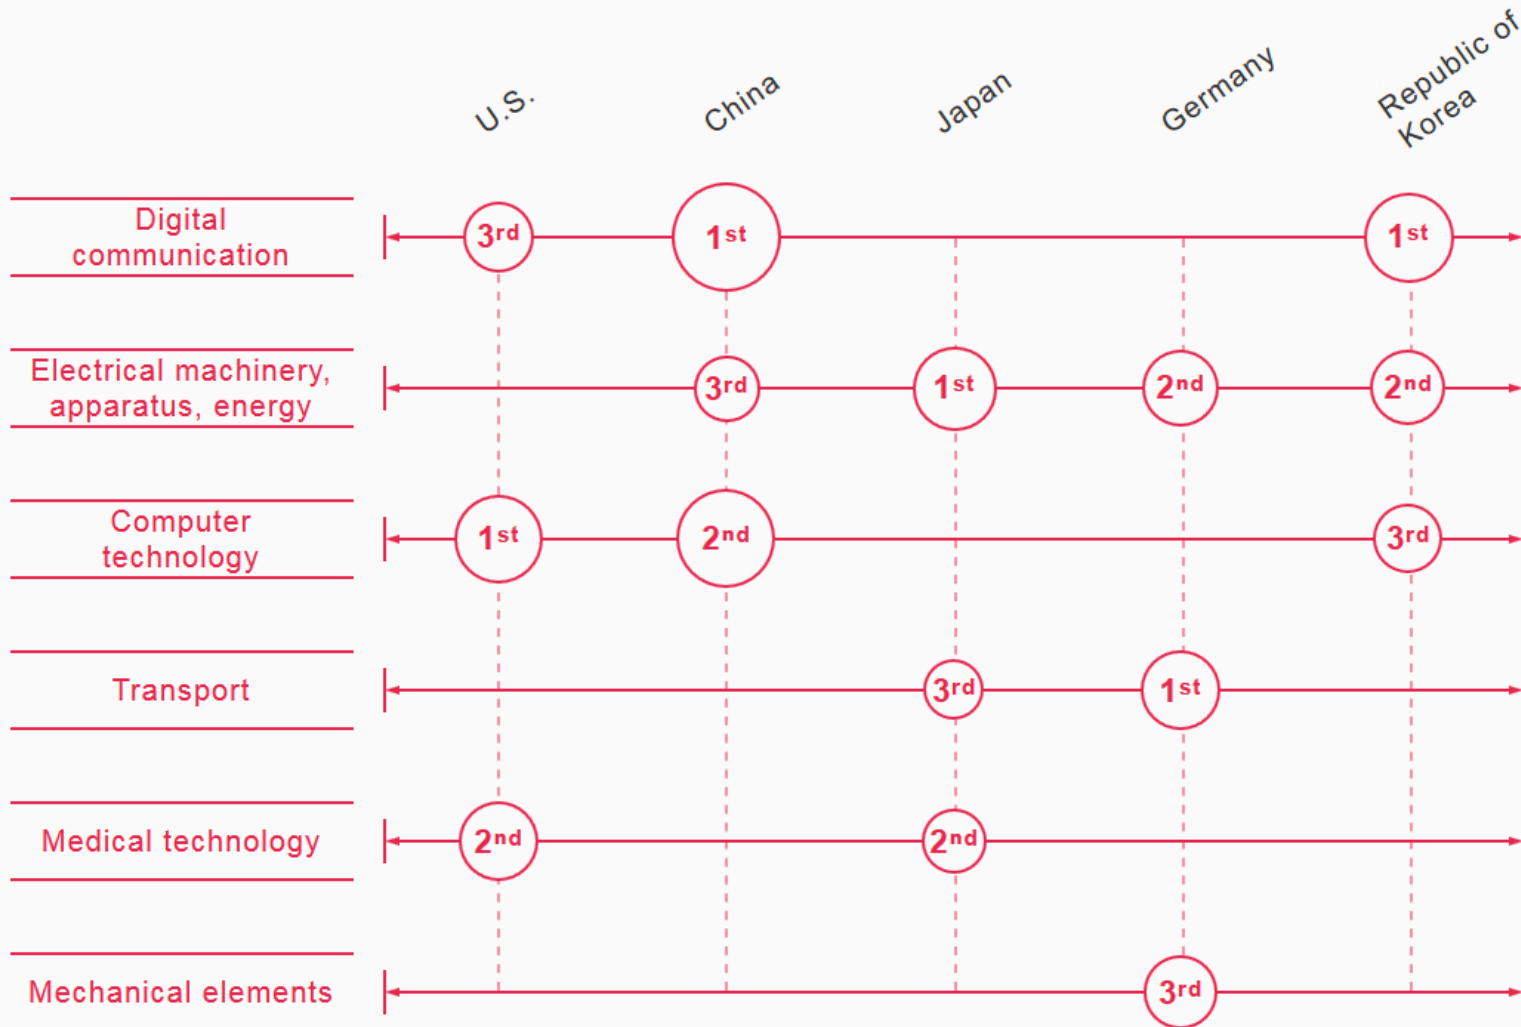 U.S.
China
Japan
Germany
Republic of
Korea
Digital
communication
3rd
1st
1st
Electrical machinery,
apparatus, energy
3rd
1st
2nd
2nd
Computer
technology
1st
2nd
3rd
Transport
3rd
1st
Medical technology
2nd
2nd
Mechanical elements
3rd